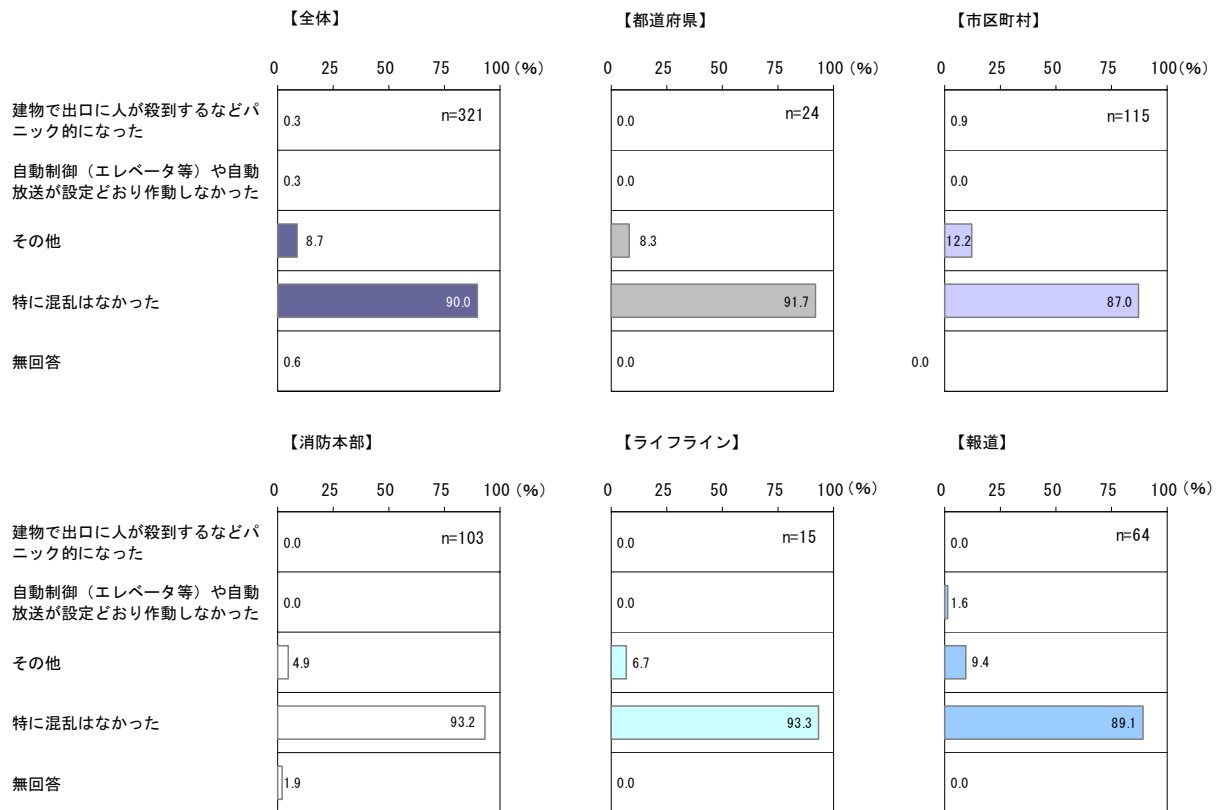 【全体】
【都道府県】
【市区町村】
0 25 50 75 100 (%)
0 25 50 75 100 (%)
0 25 50 75 100 (%)
建物で出口に人が殺到するなどパ
ニック的になった
0.3
n=321
0.0
n=24
0.9
n=115
自動制御（エレベータ等）や自動
放送が設定どおり作動しなかった
0.3
0.0
0.0
その他
8.7
8.3
12.2
特に混乱はなかった
90.0
91.7
87.0
無回答
0.6
0.0
0.0
【消防本部】
【ライフライン】
【報道】
0 25 50 75 100 (%)
0 25 50 75 100 (%)
0 25 50 75 100 (%)
建物で出口に人が殺到するなどパ
ニック的になった
0.0
n=103
0.0
n=15
0.0
n=64
自動制御（エレベータ等）や自動
放送が設定どおり作動しなかった
0.0
0.0
1.6
その他
4.9
6.7
9.4
特に混乱はなかった
93.2
93.3
89.1
無回答
1.9
0.0
0.0